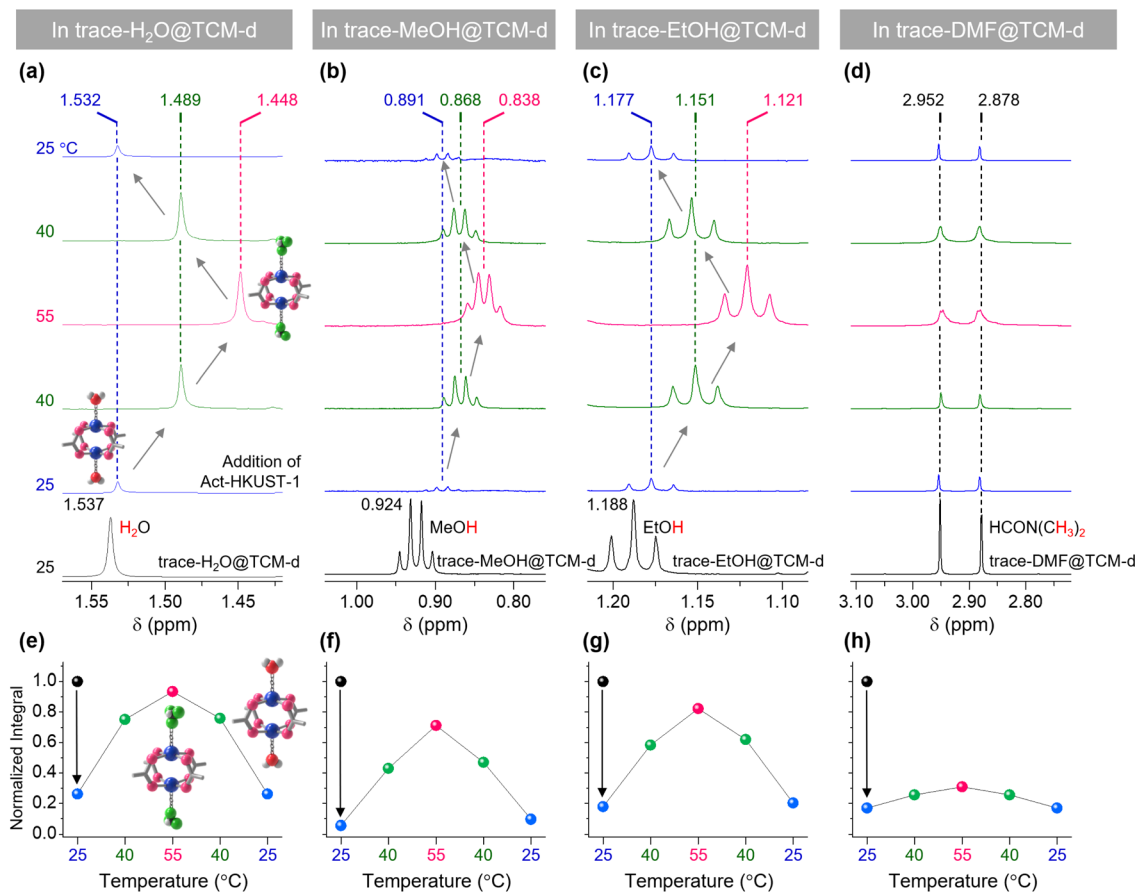 In trace-H₂O@TCM-d
In trace-MeOH@TCM-d
In trace-EtOH@TCM-d
In trace-DMF@TCM-d
(a)
1.532
1.489
1.448
25 °C
40
55
40
25
Addition of
Act-HKUST-1
1.537
H₂O
trace-H₂O@TCM-d
25
1.55
1.50
1.45
δ (ppm)
(b)
0.891
0.868
0.838
0.924
MeOH
trace-MeOH@TCM-d
1.00
0.90
0.80
δ (ppm)
(c)
1.177
1.151
1.121
1.188
EtOH
trace-EtOH@TCM-d
1.20
1.15
1.10
δ (ppm)
(d)
2.952
2.878
HCON(CH₃)₂
trace-DMF@TCM-d
3.10
3.00
2.90
2.80
δ (ppm)
(e)
Normalized Integral
1.0
0.8
0.6
0.4
0.2
0.0
25
40
55
40
25
Temperature (°C)
(f)
25
40
55
40
25
Temperature (°C)
(g)
25
40
55
40
25
Temperature (°C)
(h)
25
40
55
40
25
Temperature (°C)